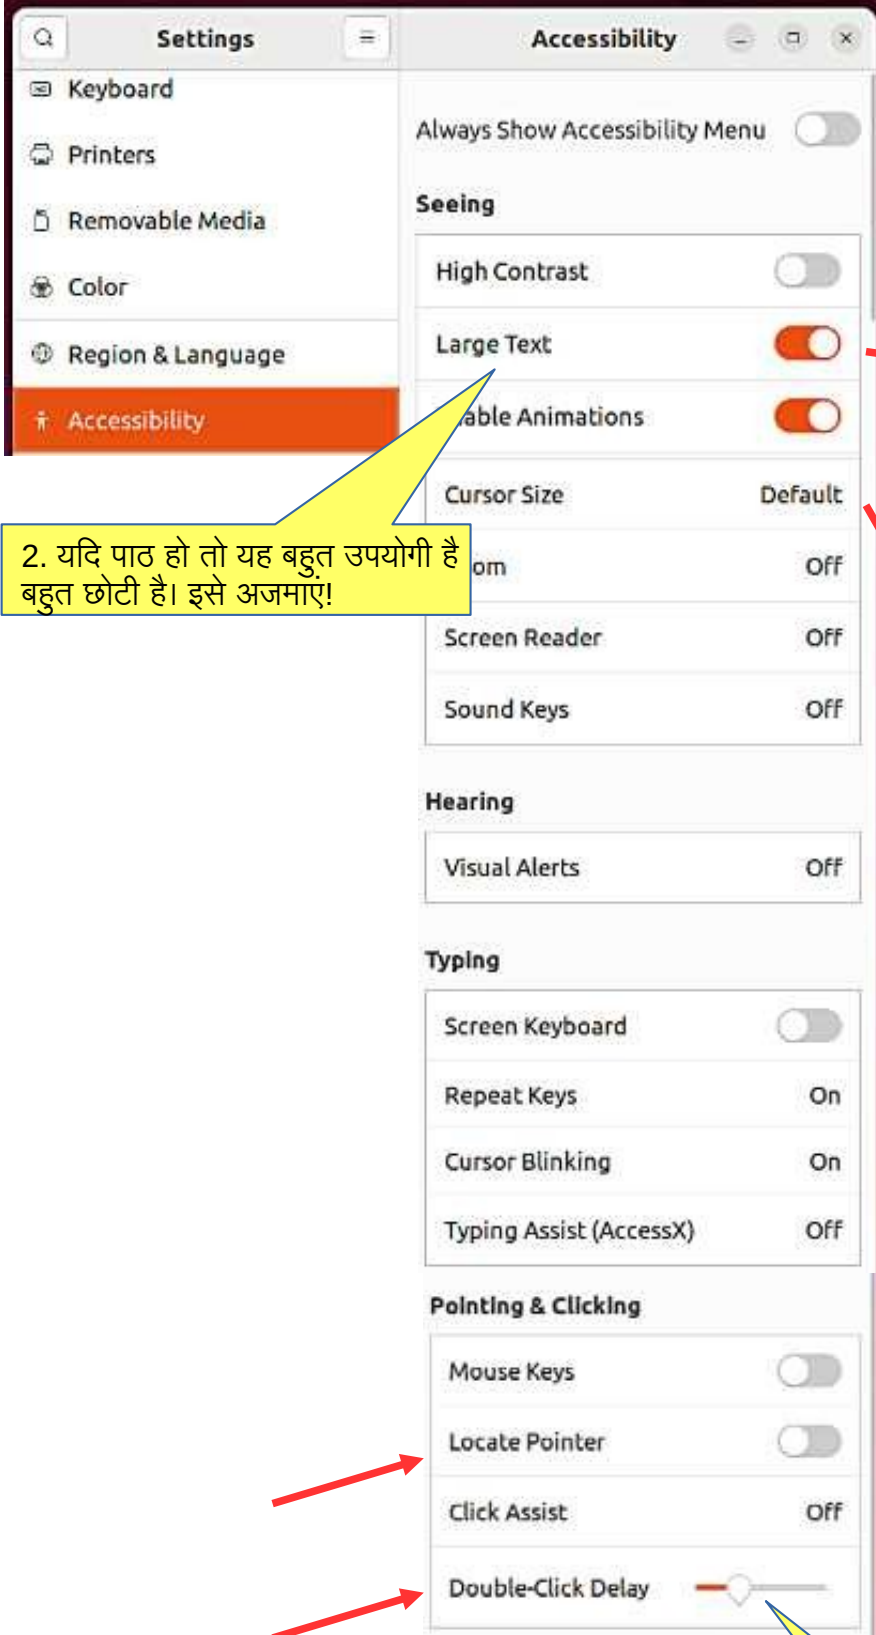 Settings
Accessibility
Keyboard
Printers
Removable Media
Color
Region & Language
Accessibility
Always Show Accessibility Menu
Seeing
High Contrast
Large Text
able Animations
Cursor Size Default
om Off
Screen Reader Off
Sound Keys Off
2. यदि पाठ हो तो यह बहुत उपयोगी है
बहुत छोटी है। इसे अजमाएं!
Hearing
Visual Alerts Off
Typing
Screen Keyboard
Repeat Keys On
Cursor Blinking On
Typing Assist (AccessX) Off
Pointing & Clicking
Mouse Keys
Locate Pointer
Click Assist Off
Double-Click Delay